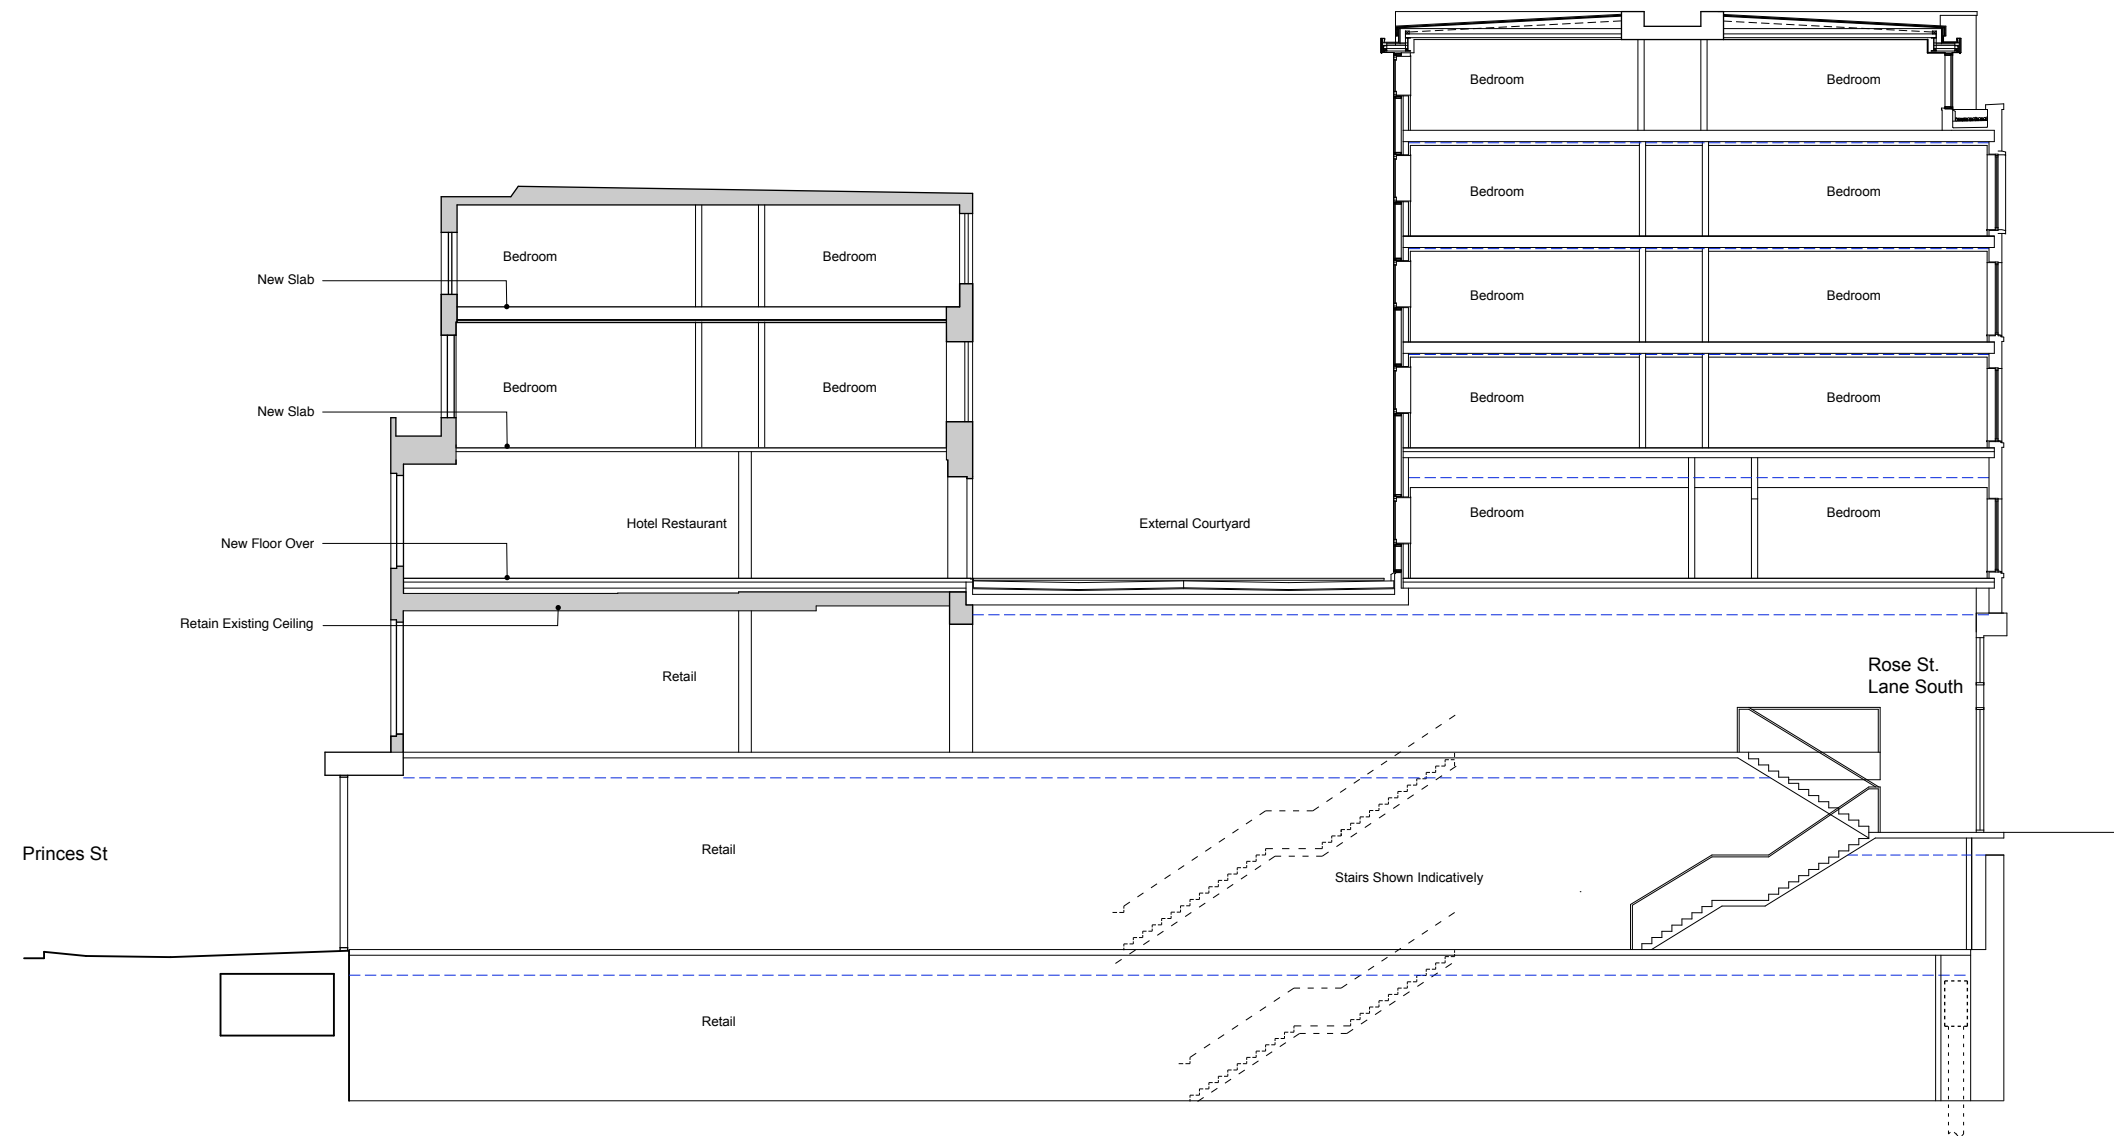 Bedroom
Bedroom
Bedroom
Bedroom
Bedroom
Bedroom
New Slab
Bedroom
Bedroom
Bedroom
Bedroom
New Slab
Bedroom
Bedroom
Hotel Restaurant
External Courtyard
Bedroom
Bedroom
New Floor Over
Retain Existing Ceiling
Retail
Rose St.
Lane South
Princes St
Retail
Stairs Shown Indicatively
Retail